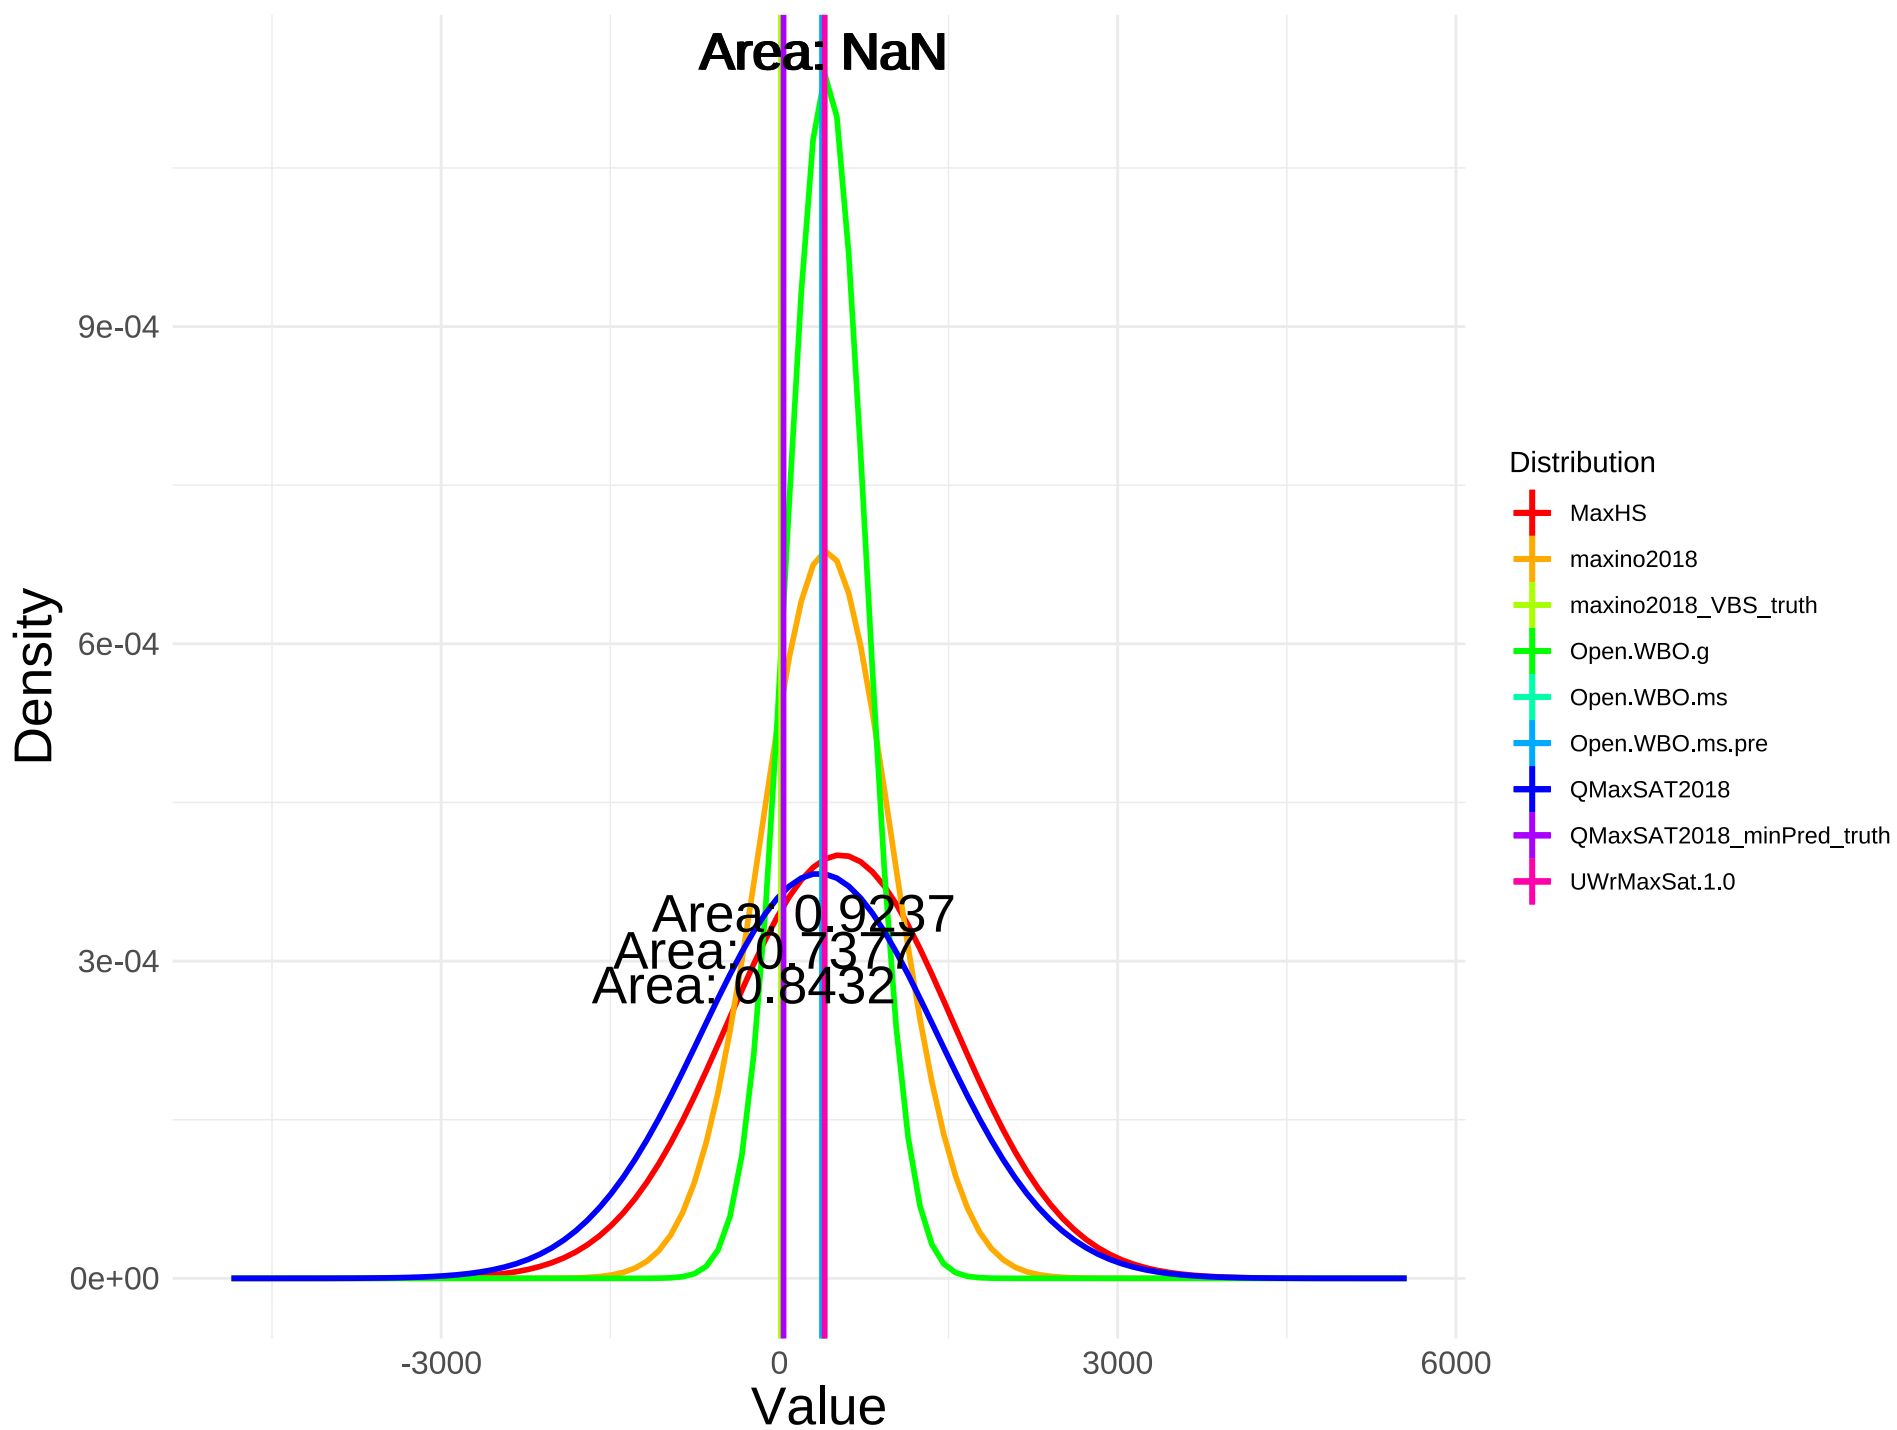 Area: NaN
9e-04
6e-04
3e-04
0e+00
Density
Area: 0.9237
Area: 0.7377
Area: 0.8432
-3000
0
3000
6000
Value
Distribution
MaxHS
maxino2018
maxino2018_VBS_truth
Open.WBO.g
Open.WBO.ms
Open.WBO.ms.pre
QMaxSAT2018
QMaxSAT2018_minPred_truth
UWrMaxSat.1.0